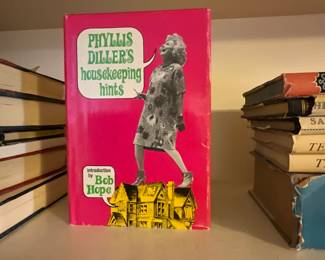 PHYLLIS
DILLER'S
housekeeping
hints
introduction
by Bob
Hope